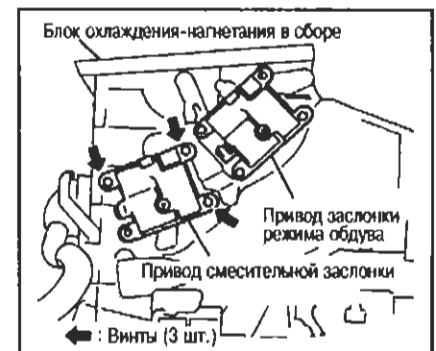 Блок охлаждения-нагнетания в сборе
Привод заслонки
режима обдува
Привод смесительной заслонки
: Винты (3 шт.)